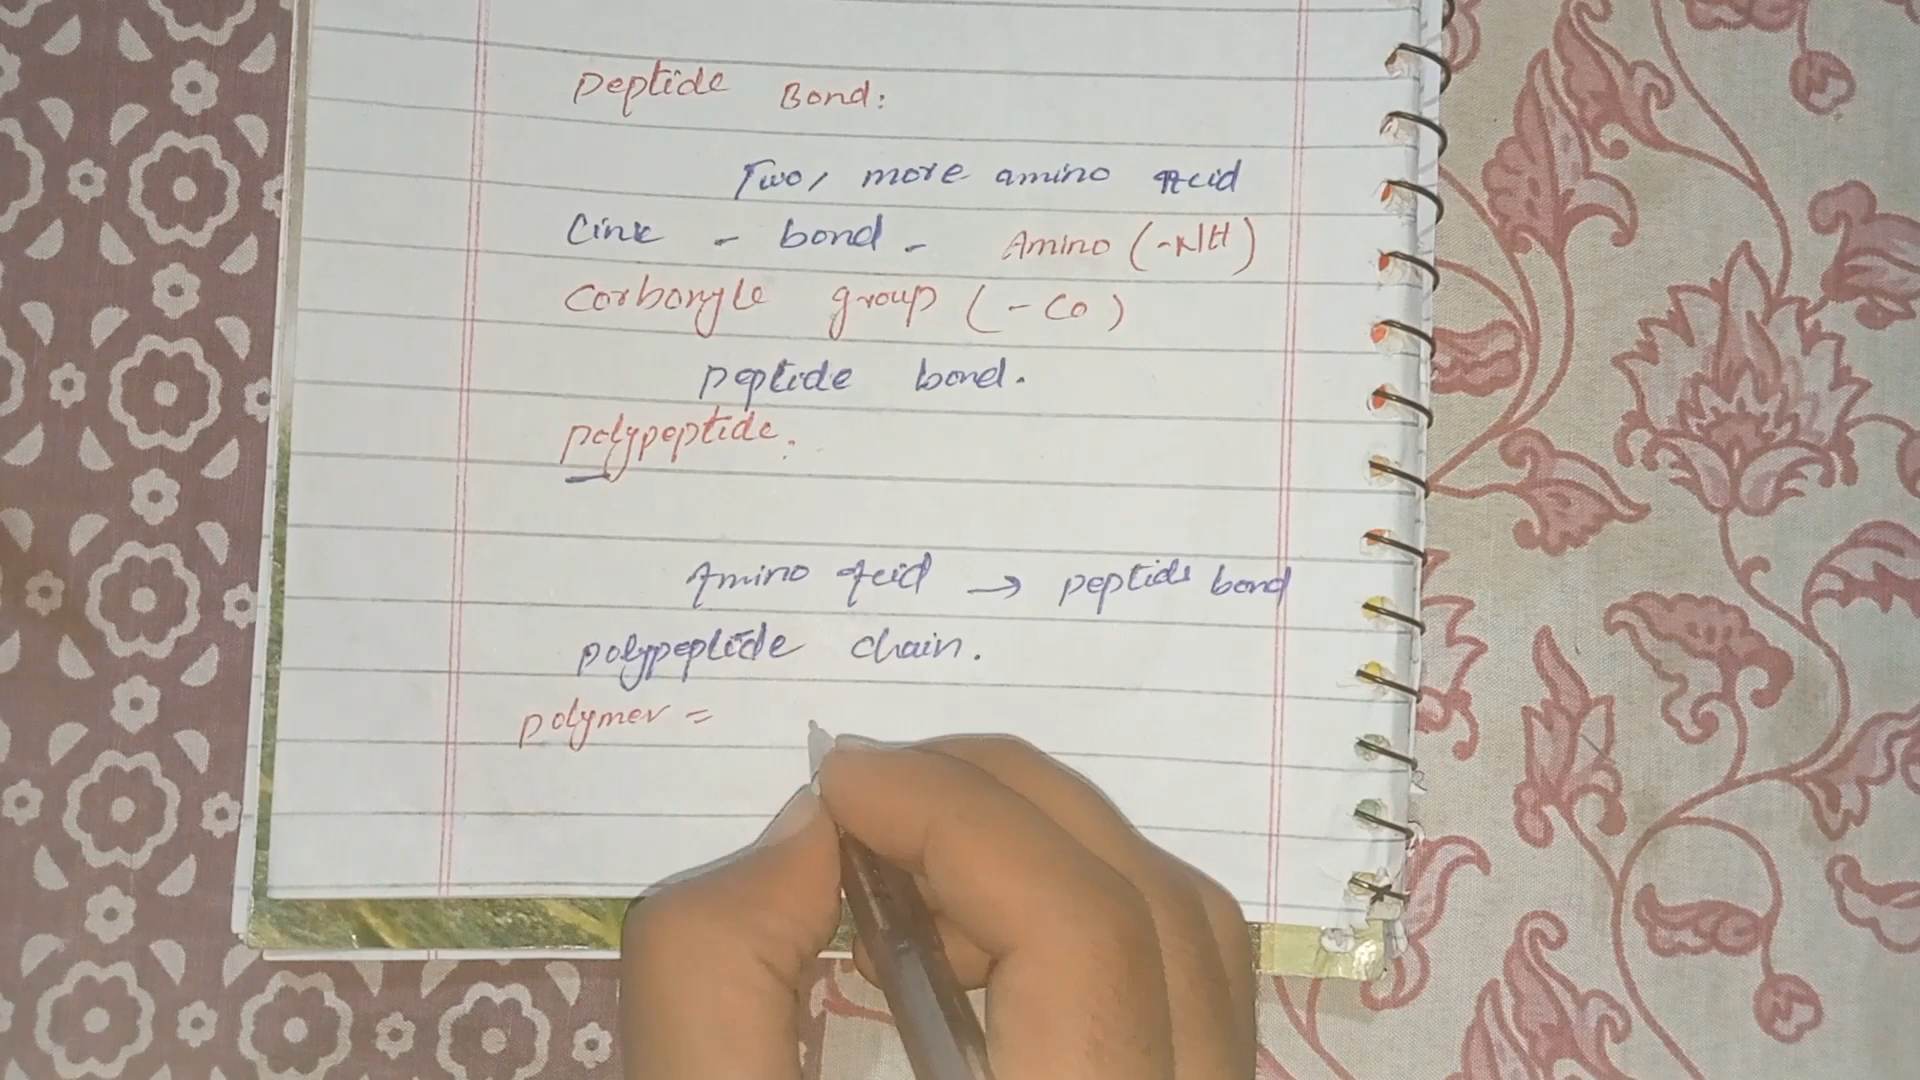 Peptide Bond:
Two, more amino Acid
Link - bond - Amino (-NH)
Carbonyle group (-CO)
peptide bond.
polypeptide.
Amino Acid → peptide bond
polypeptide chain.
polymer =